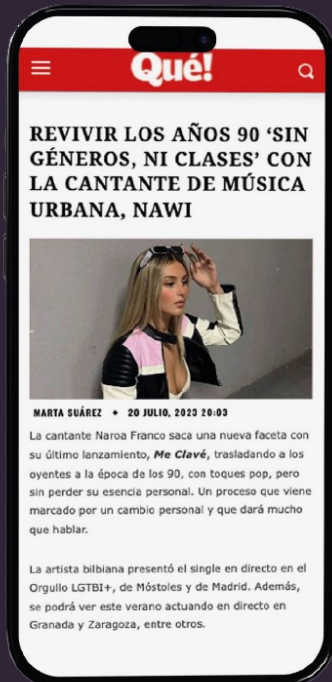 Qué!
REVIVIR LOS AÑOS 90 ‘SIN
GÉNEROS, NI CLASES’ CON
LA CANTANTE DE MÚSICA
URBANA, NAWI
MARTA SUÁREZ ✦ 20 JULIO, 2023 20:03
La cantante Naroa Franco saca una nueva faceta con
su último lanzamiento, Me Clavé, trasladando a los
oyentes a la época de los 90, con toques pop, pero
sin perder su esencia personal. Un proceso que viene
marcado por un cambio personal y que dará mucho
que hablar.
La artista bilbiana presentó el single en directo en el
Orgullo LGTBI+, de Móstoles y de Madrid. Además,
se podrá ver este verano actuando en directo en
Granada y Zaragoza, entre otros.